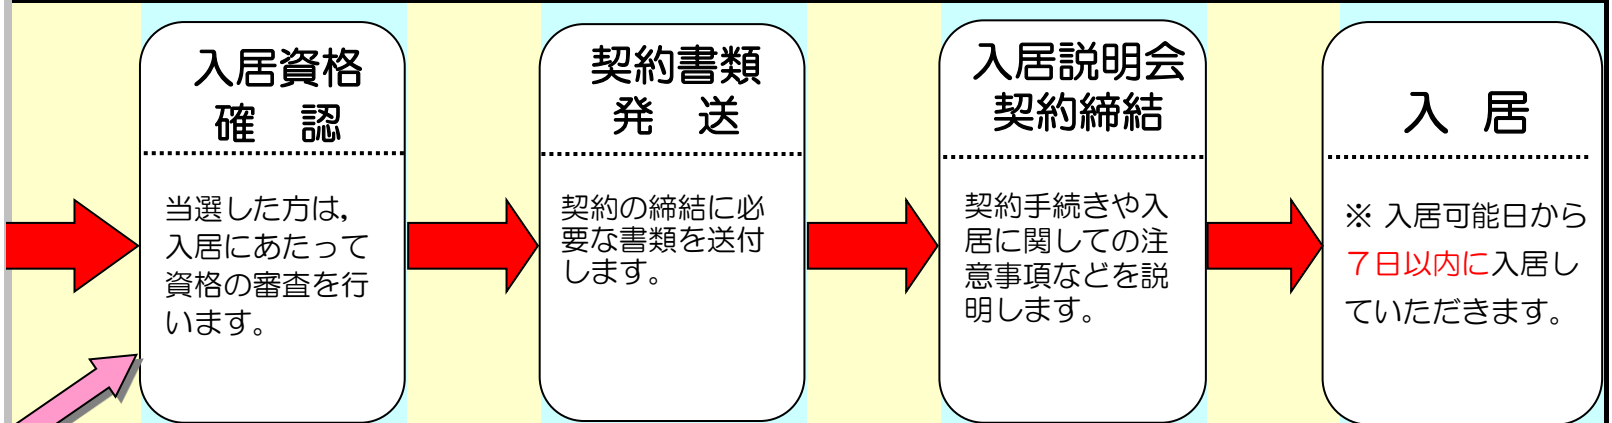 入居資格
確　認
当選した方は，
入居にあたって
資格の審査を行
います。
契約書類
発　送
契約の締結に必
要な書類を送付
します。
入居説明会
契約締結
契約手続きや入
居に関しての注
意事項などを説
明します。
入　居
※ 入居可能日から
７日以内に入居し
ていただきます。